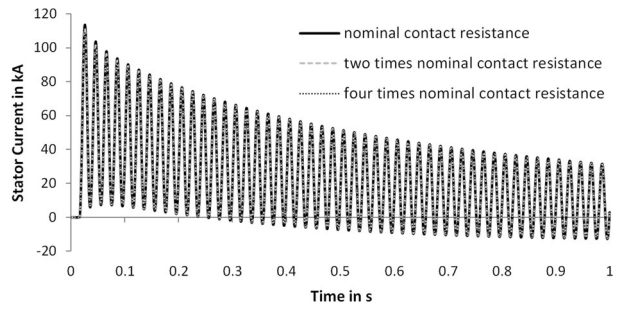 120
100
80
60
40
20
0
-20
Stator Current in kA
nominal contact resistance
two times nominal contact resistance
four times nominal contact resistance
0 0.1 0.2 0.3 0.4 0.5 0.6 0.7 0.8 0.9 1
Time in s